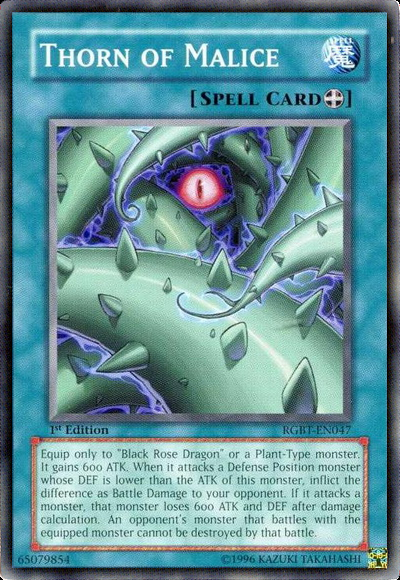 THORN OF MALICE
魔
[SPELL CARD]
1st Edition
RGBT-EN047
Equip only to "Black Rose Dragon" or a Plant-Type monster.
It gains 600 ATK. When it attacks a Defense Position monster
whose DEF is lower than the ATK of this monster, inflict the
difference as Battle Damage to your opponent. If it attacks a
monster, that monster loses 600 ATK and DEF after damage
calculation. An opponent's monster that battles with the
equipped monster cannot be destroyed by that battle.
65079854
©1996 KAZUKI TAKAHASHI